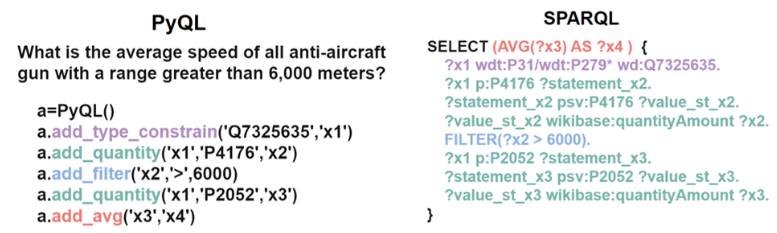 PyQL
What is the average speed of all anti-aircraft
gun with a range greater than 6,000 meters?
a=PyQL()
a.add_type_constrain('Q7325635','x1')
a.add_quantity('x1','P4176','x2')
a.add_filter('x2','>',6000)
a.add_quantity('x1','P2052','x3')
a.add_avg('x3','x4')
SPARQL
SELECT (AVG(?x3) AS ?x4 ) {
?x1 wdt:P31/wdt:P279* wd:Q7325635.
?x1 p:P4176 ?statement_x2.
?statement_x2 psv:P4176 ?value_st_x2.
?value_st_x2 wikibase:quantityAmount ?x2.
FILTER(?x2 > 6000).
?x1 p:P2052 ?statement_x3.
?statement_x3 psv:P2052 ?value_st_x3.
?value_st_x3 wikibase:quantityAmount ?x3.
}